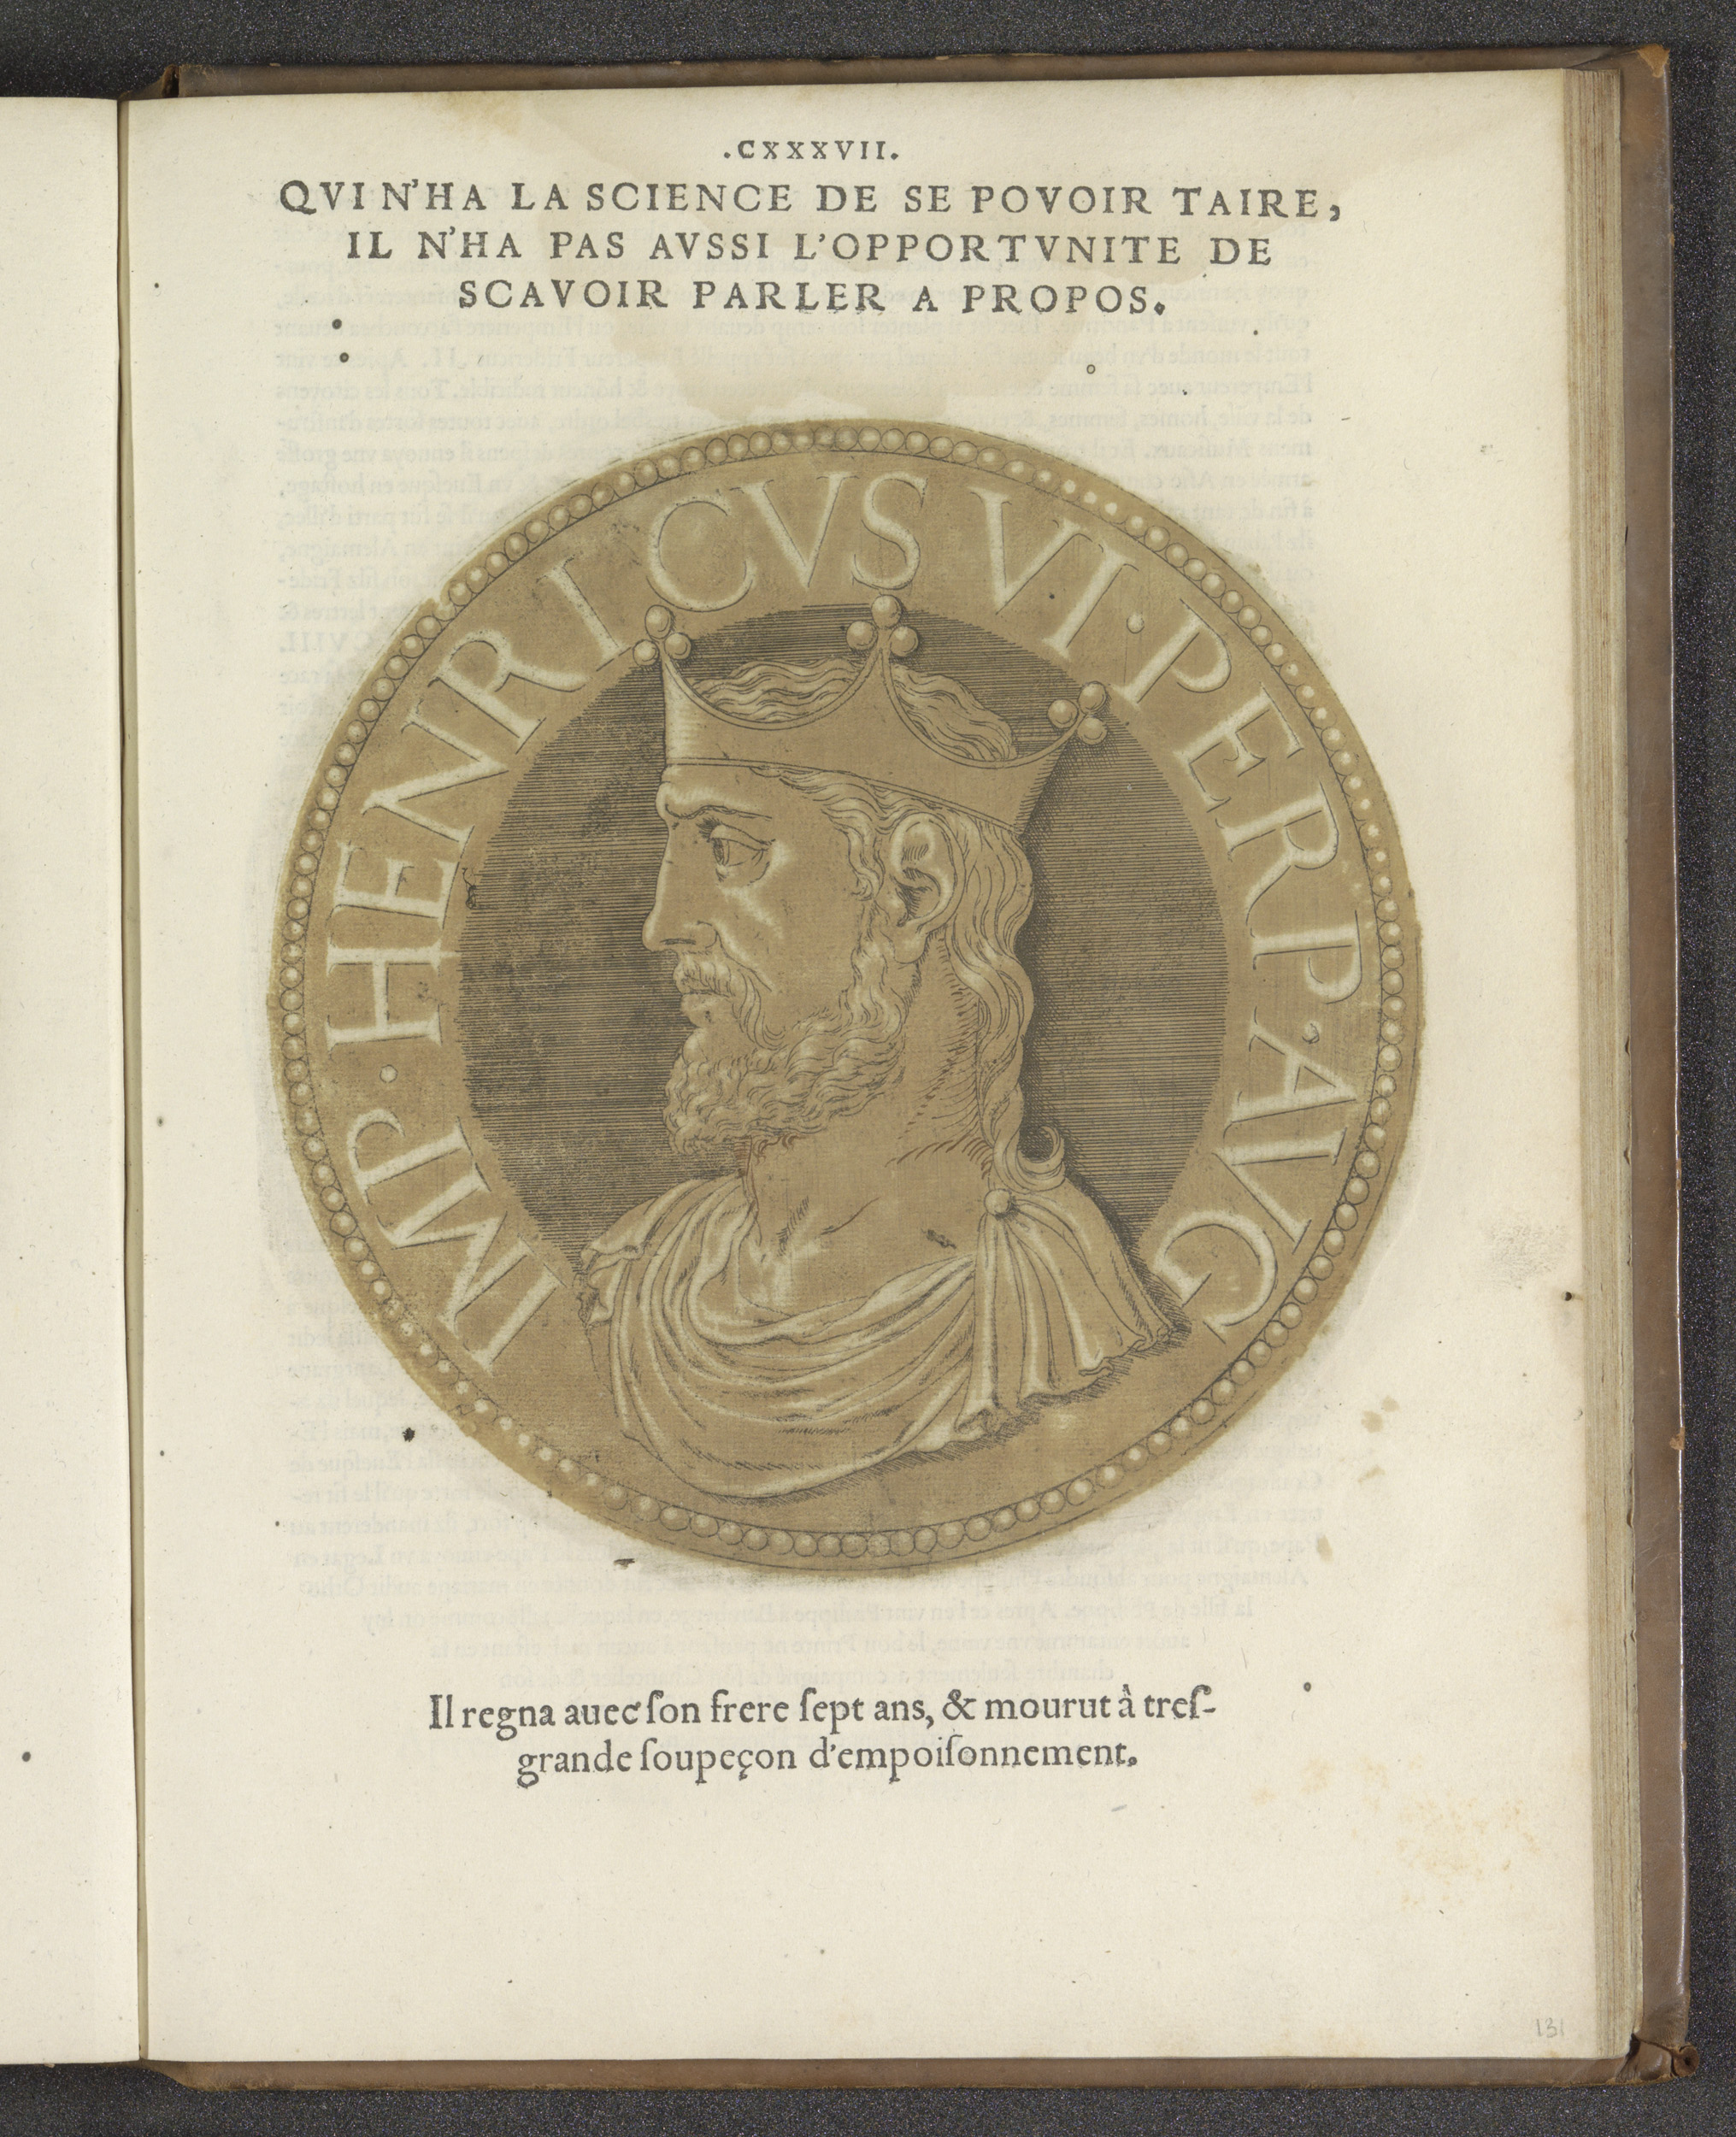 .CXXXVII.
QVI N'HA LA SCIENCE DE SE POVOIR TAIRE,
IL N'HA PAS AVSSI L'OPPORTVNITE DE
SCAVOIR PARLER A PROPOS.
IMP · HENRICVS VI · PERP · AVG
Il regna auec ſon frere ſept ans, & mourut à treſ-
grande ſoupeçon d'empoiſonnement.
131